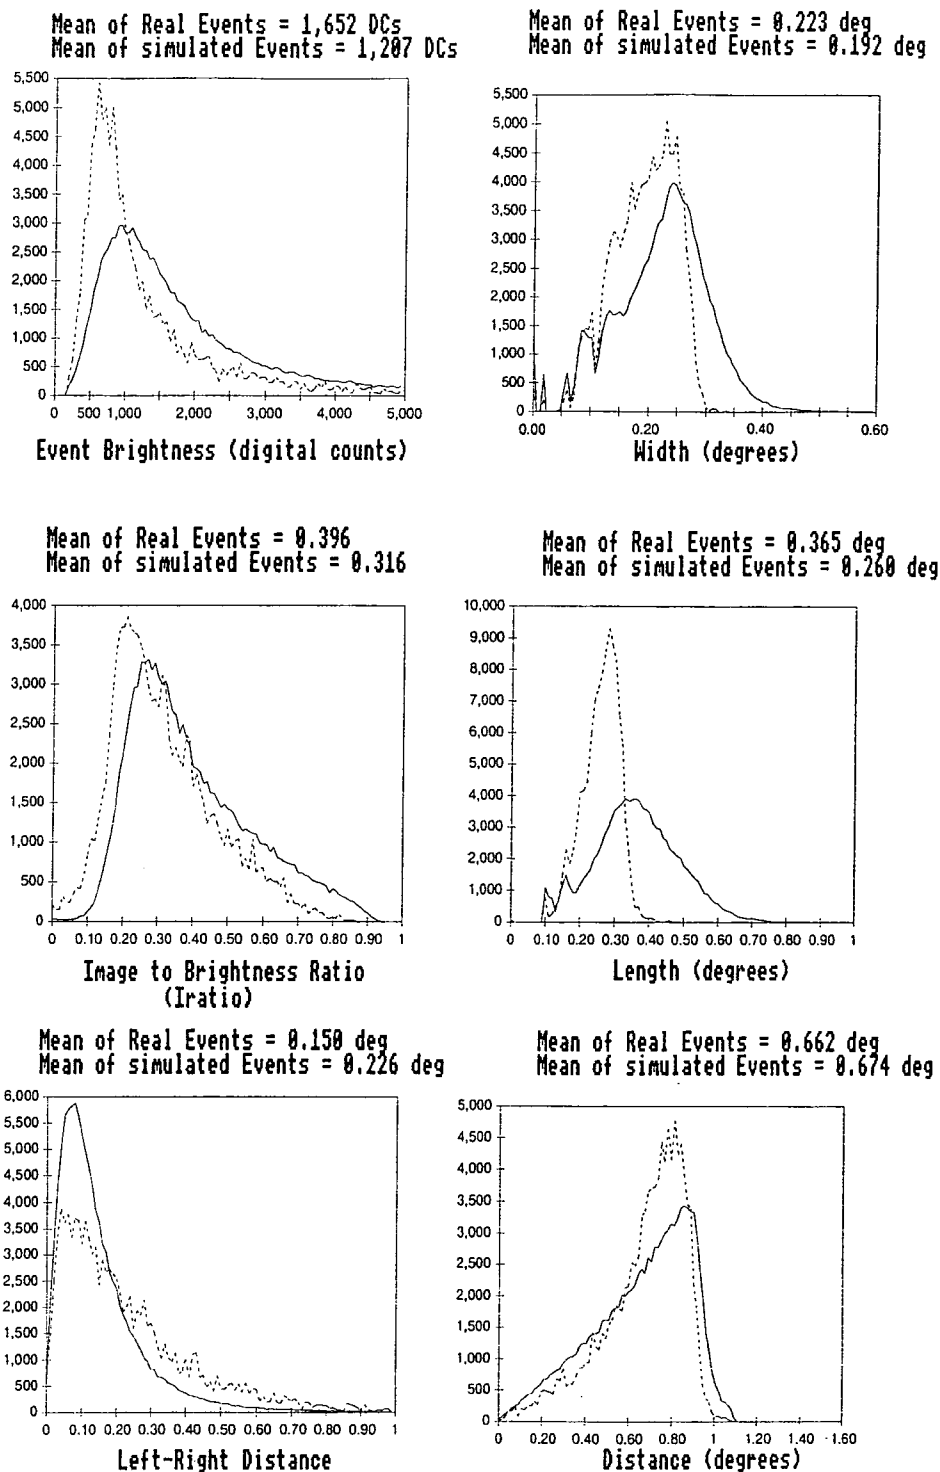 Mean of Real Events = 1,652 DCs
Mean of simulated Events = 1,207 DCs
5,500
5,000
4,500
4,000
3,500
3,000
2,500
2,000
1,500
1,000
500
0
0 500 1,000 2,000 3,000 4,000 5,000
Event Brightness (digital counts)
Mean of Real Events = 0.223 deg
Mean of simulated Events = 0.192 deg
5,500
5,000
4,500
4,000
3,500
3,000
2,500
2,000
1,500
1,000
500
0
0.00 0.20 0.40 0.60
Width (degrees)
Mean of Real Events = 0.396
Mean of simulated Events = 0.316
4,000
3,500
3,000
2,500
2,000
1,500
1,000
500
0
0 0.10 0.20 0.30 0.40 0.50 0.60 0.70 0.80 0.90 1
Image to Brightness Ratio
(Iratio)
Mean of Real Events = 0.365 deg
Mean of simulated Events = 0.260 deg
10,000
9,000
8,000
7,000
6,000
5,000
4,000
3,000
2,000
1,000
0
0 0.10 0.20 0.30 0.40 0.50 0.60 0.70 0.80 0.90 1
Length (degrees)
Mean of Real Events = 0.150 deg
Mean of simulated Events = 0.226 deg
6,000
5,500
5,000
4,500
4,000
3,500
3,000
2,500
2,000
1,500
1,000
500
0
0 0.10 0.20 0.30 0.40 0.50 0.60 0.70 0.80 0.90 1
Left-Right Distance
Mean of Real Events = 0.662 deg
Mean of simulated Events = 0.674 deg
5,000
4,500
4,000
3,500
3,000
2,500
2,000
1,500
1,000
500
0
0 0.20 0.40 0.60 0.80 1.0 1.20 1.40 1.60
Distance (degrees)